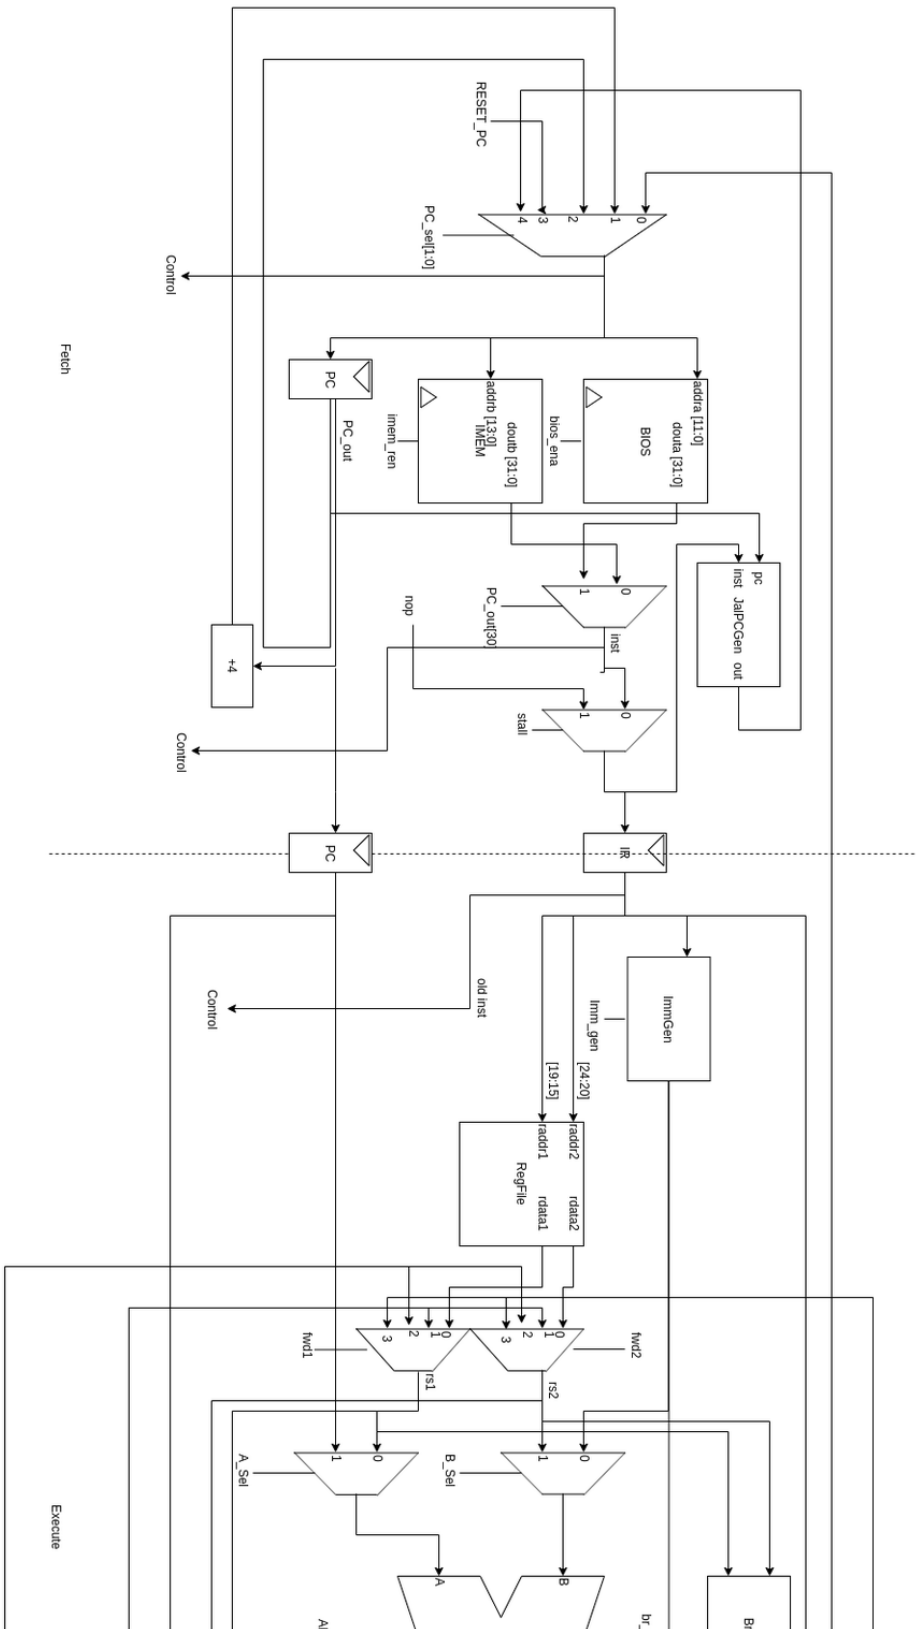 RESET_PC
4
3
2
1
0
PC_sel[1:0]
Control
Fetch
PC
PC_out
addrb [13:0]
doutb [31:0]
IMEM
imem_ren
addra [11:0]
douta [31:0]
BIOS
bios_ena
pc
inst
JalPCGen
out
0
1
PC_out[30]
inst
nop
0
1
stall
+4
Control
PC
IR
old inst
Control
ImmGen
Imm_gen
[24:20]
[19:15]
raddr2
raddr1
RegFile
rdata2
rdata1
0
1
2
3
fwd1
rs1
0
1
2
3
fwd2
rs2
0
1
A_Sel
0
1
B_Sel
Execute
A
B
br_
Br